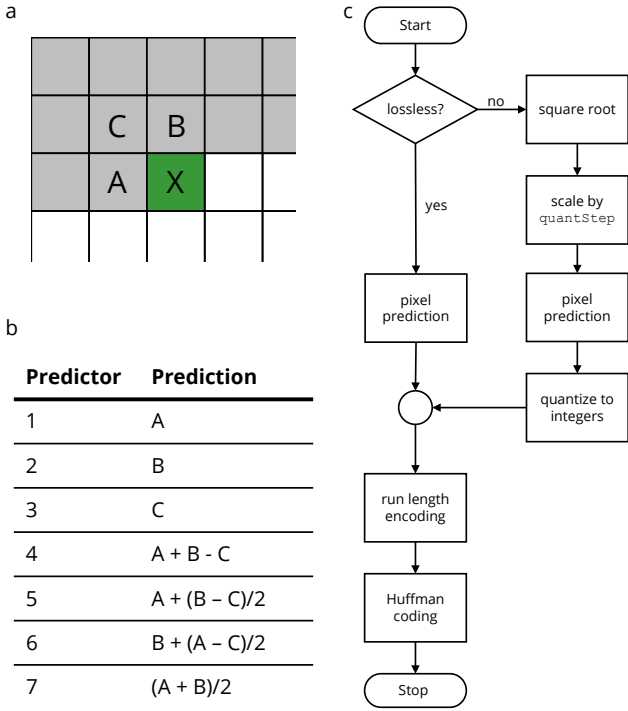 a
C B
A X
b
Predictor Prediction
1 A
2 B
3 C
4 A + B - C
5 A + (B – C)/2
6 B + (A – C)/2
7 (A + B)/2
c
Start
lossless?
no
square root
yes
scale by
quantStep
pixel
prediction
pixel
prediction
quantize to
integers
run length
encoding
Huffman
coding
Stop